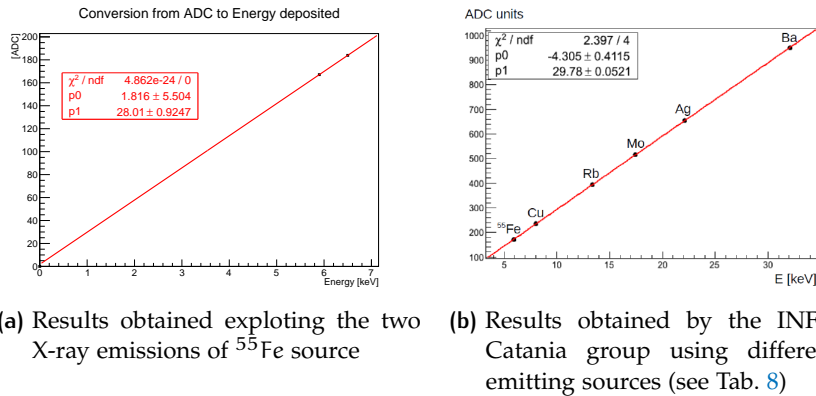 Conversion from ADC to Energy deposited
[ADC]
200
180
160
140
120
100
80
60
40
20
0
χ² / ndf 4.862e-24 / 0
p0 1.816 ± 5.504
p1 28.01 ± 0.9247
0 1 2 3 4 5 6 7
Energy [keV]
ADC units
1000
900
800
700
600
500
400
300
200
100
χ² / ndf 2.397 / 4
p0 -4.305 ± 0.4115
p1 29.78 ± 0.0521
Ba
Ag
Mo
Rb
Cu
⁵⁵Fe
5 10 15 20 25 30
E [keV]
(a) Results obtained exploting the two
X-ray emissions of ⁵⁵Fe source
(b) Results obtained by the INF
Catania group using differe
emitting sources (see Tab. 8)